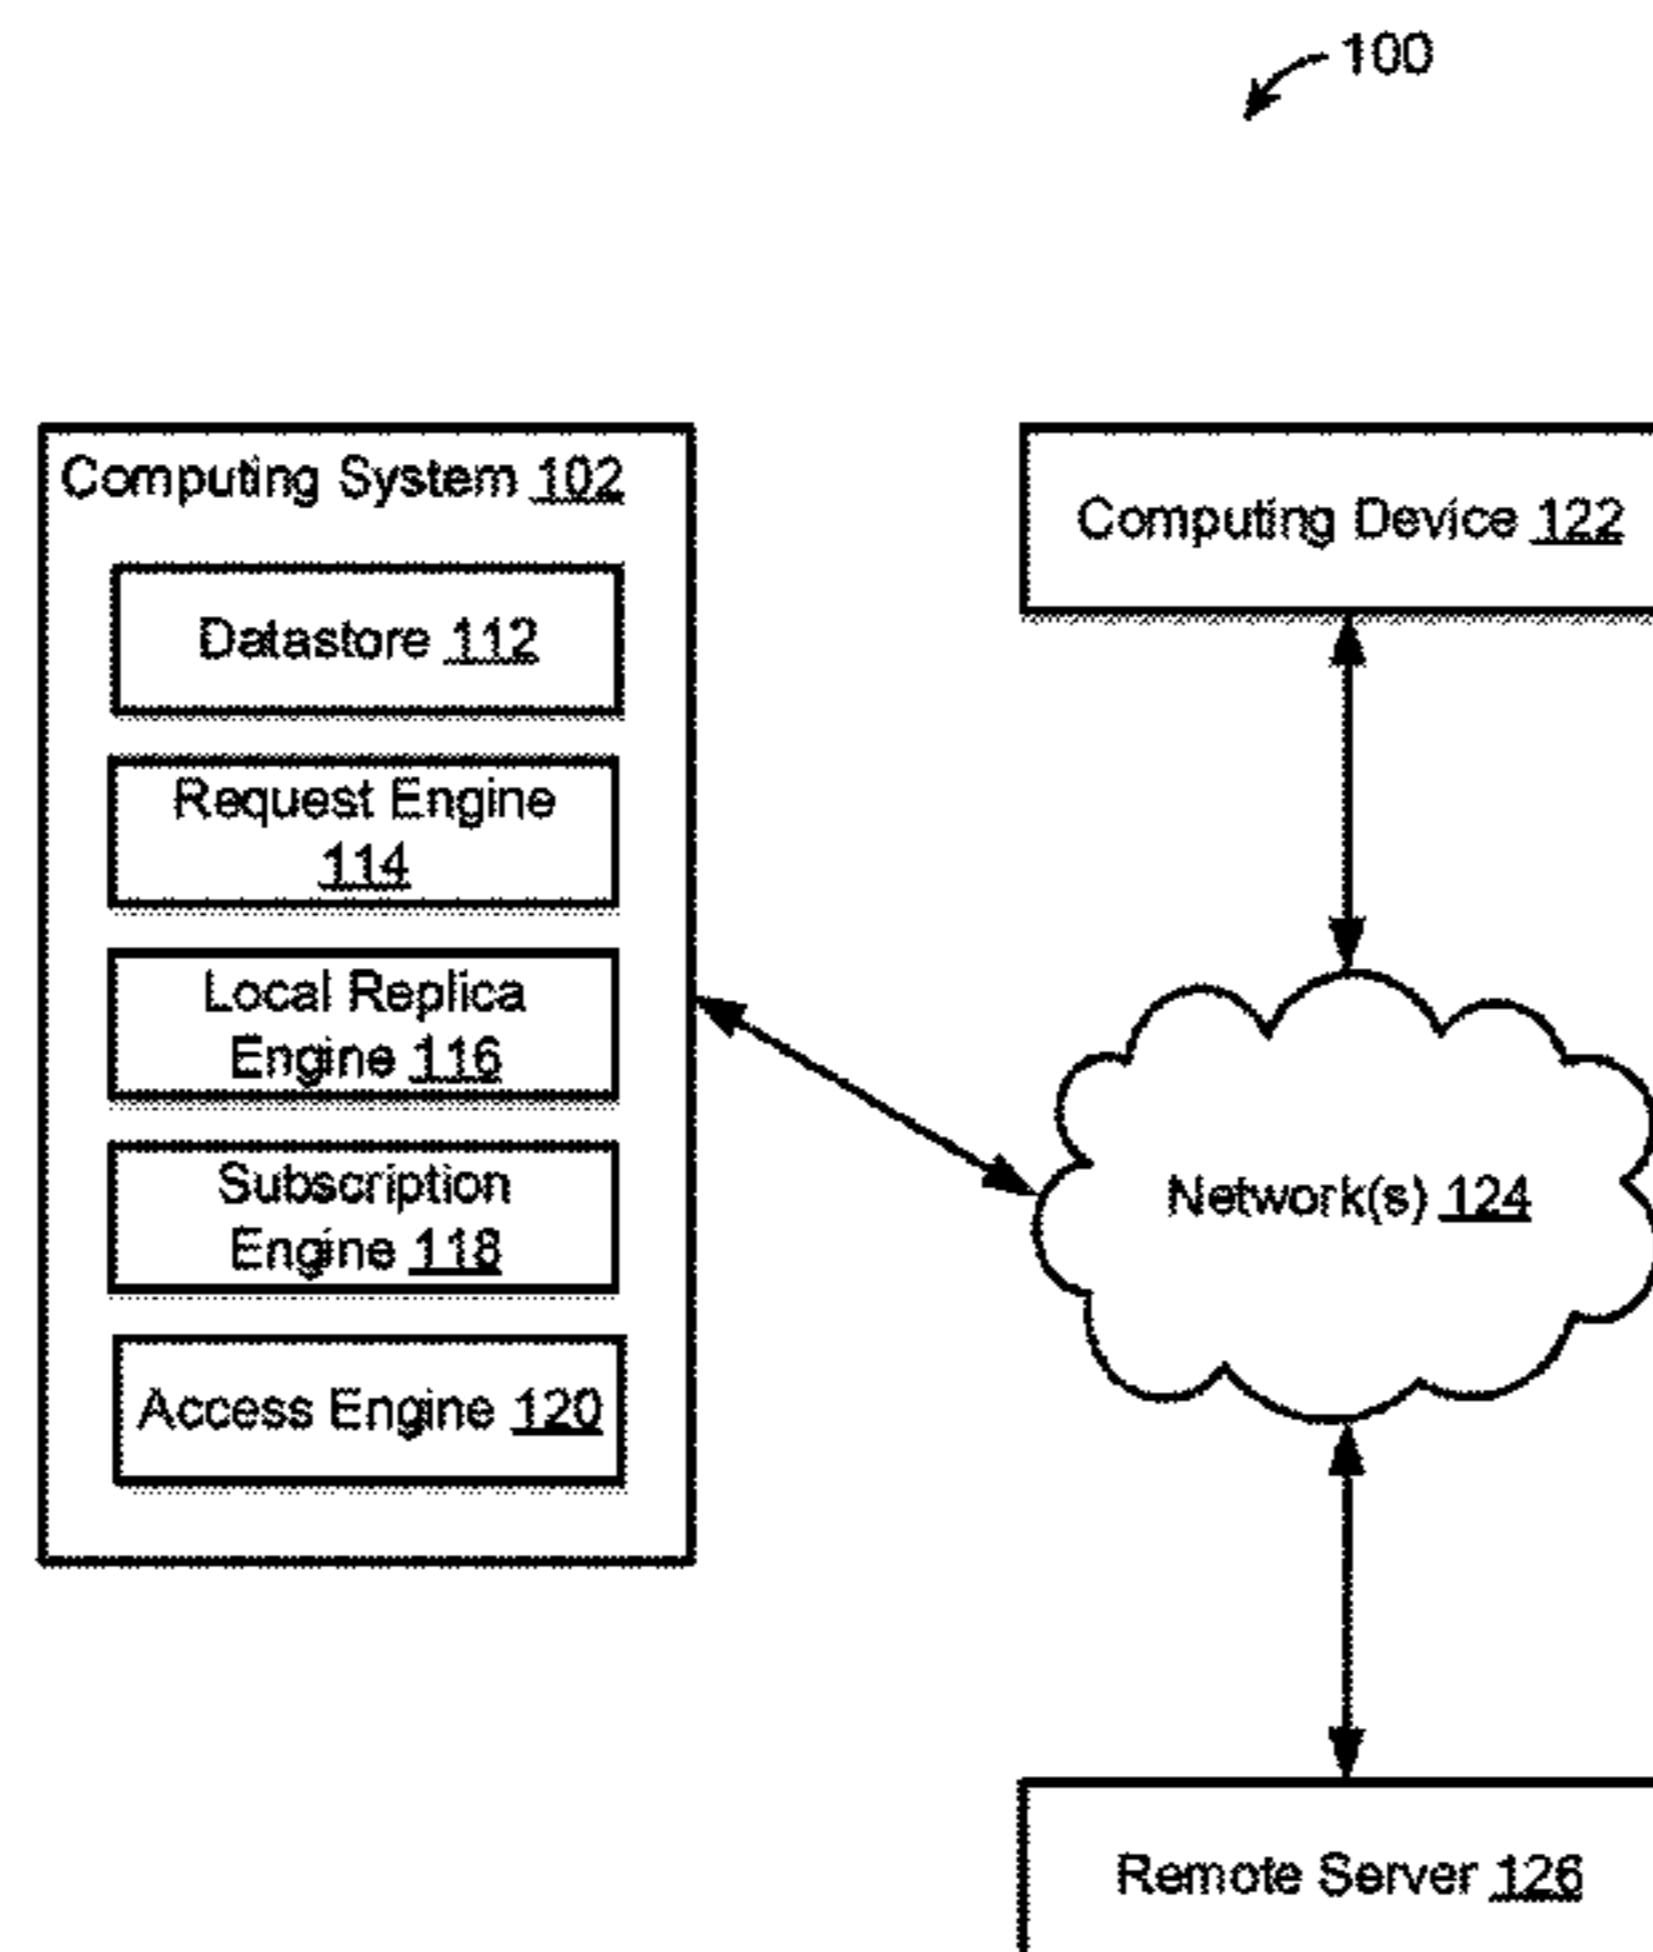 100
Computing System 102
Datastore 112
Request Engine
114
Local Replica
Engine 116
Subscription
Engine 118
Access Engine 120
Computing Device 122
Network(s) 124
Remote Server 126